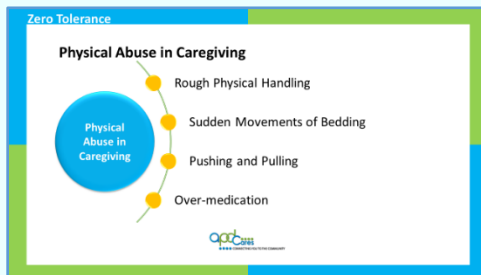 Zero Tolerance
Physical Abuse in Caregiving
Rough Physical Handling
Physical
Abuse in
Caregiving
Sudden Movements of Bedding
Pushing and Pulling
Over-medication
apd Cares